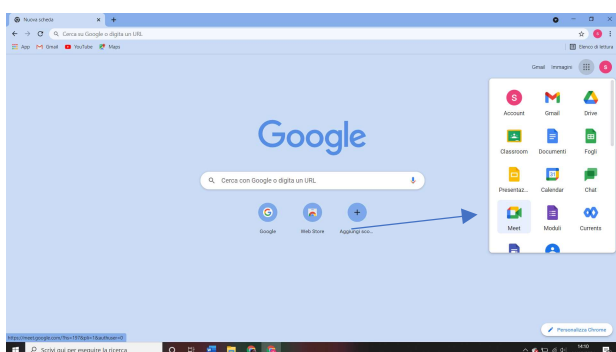 Nuova scheda
Cerca su Google o digita un URL
App Gmail YouTube Maps Elenco di lettura
Gmail Immagini
S S
Google
Cerca con Google o digita un URL
Google Web Store Aggiungi sco...
S
Account Gmail Drive
Classroom Documenti Fogli
31
Presentaz... Calendar Chat
Meet Moduli Currents
Personalizza Chrome
Scrivi qui per eseguire la ricerca
14:10